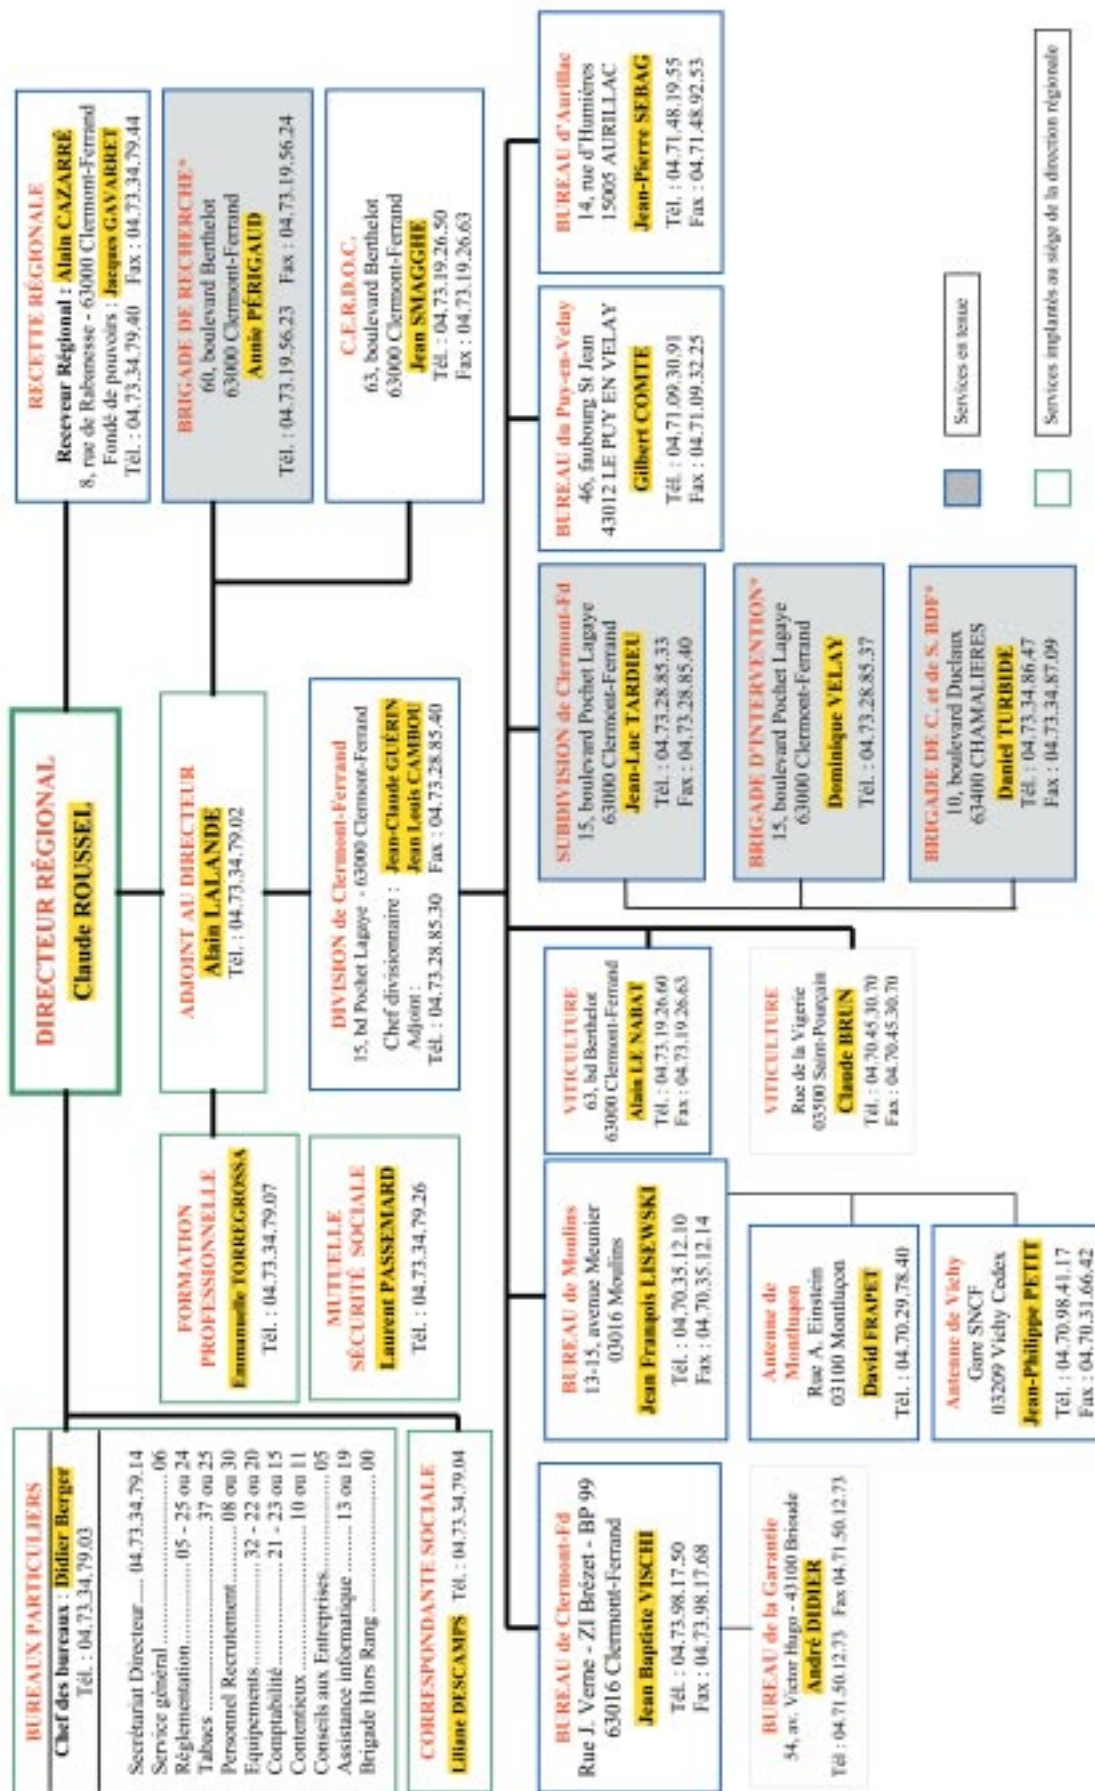 DIRECTEUR RÉGIONAL
Claude ROUSSEL
BUREAUX PARTICULIERS
Chef des bureaux : Didier Berger
Tél. : 04.73.34.79.03
Secrétariat Directeur..... 04.73.34.79.14
Service général............................. 06
Réglementation............... 05 - 25 ou 24
Tabacs............................... 37 ou 25
Personnel Recrutement....... 08 ou 30
Equipements........... 32 - 22 ou 20
Comptabilité............ 21 - 23 ou 15
Contentieux..................... 10 ou 11
Conseils aux Entreprises............... 05
Assistance informatique......... 13 ou 19
Brigade Hors Rang...................... 00
CORRESPONDANTE SOCIALE
Liliane DESCAMPS Tél. : 04.73.34.79.04
FORMATION
PROFESSIONNELLE
Emmanuelle TORREGROSSA
Tél. : 04.73.34.79.07
MUTUELLE
SÉCURITÉ SOCIALE
Laurent PASSEMARD
Tél. : 04.73.34.79.26
ADJOINT AU DIRECTEUR
Alain LALANDE
Tél. : 04.73.34.79.02
DIVISION de Clermont-Ferrand
15, bd Pochet Lagaye - 63000 Clermont-Ferrand
Chef divisionnaire : Jean-Claude GUÉRIN
Adjoint : Jean Louis CAMBOU
Tél. : 04.73.28.85.30 Fax : 04.73.28.85.40
RECETTE RÉGIONALE
Receveur Régional : Alain CAZARRÉ
8, rue de Rabanesse - 63000 Clermont-Ferrand
Fondé de pouvoirs : Jacques GAVARRET
Tél. : 04.73.34.79.40 Fax : 04.73.34.79.44
BRIGADE DE RECHERCHE*
60, boulevard Berthelot
63000 Clermont-Ferrand
Annie PÉRIGAUD
Tél. : 04.73.19.56.23 Fax : 04.73.19.56.24
C.E.R.D.O.C.
63, boulevard Berthelot
63000 Clermont-Ferrand
Jean SMAGGHE
Tél. : 04.73.19.26.50
Fax : 04.73.19.26.63
BUREAU de Clermont-Fd
Rue J. Verne - ZI Brézet - BP 99
63016 Clermont-Ferrand
Jean Baptiste VISCHI
Tél. : 04.73.98.17.50
Fax : 04.73.98.17.68
BUREAU de la Garantie
54, av. Victor Hugo - 43100 Brioude
André DIDIER
Tél : 04.71.50.12.73 Fax 04.71.50.12.73
BUREAU de Moulins
13-15, avenue Meunier
03016 Moulins
Jean François LISEWSKI
Tél. : 04.70.35.12.10
Fax : 04.70.35.12.14
Antenne de
Montluçon
Rue A. Einstein
03100 Montluçon
David FRAPET
Tél. : 04.70.29.78.40
Antenne de Vichy
Gare SNCF
03209 Vichy Cedex
Jean-Philippe PETIT
Tél. : 04.70.98.41.17
Fax : 04.70.31.66.42
VITICULTURE
63, bd Berthelot
63000 Clermont-Ferrand
Alain LE NABAT
Tél. : 04.73.19.26.60
Fax : 04.73.19.26.63
VITICULTURE
Rue de la Vigerie
03500 Saint-Pourçain
Claude BRUN
Tél. : 04.70.45.30.70
Fax : 04.70.45.30.70
SUBDIVISION de Clermont-Fd
15, boulevard Pochet Lagaye
63000 Clermont-Ferrand
Jean-Luc TARDIEU
Tél. : 04.73.28.85.33
Fax : 04.73.28.85.40
BRIGADE D'INTERVENTION*
15, boulevard Pochet Lagaye
63000 Clermont-Ferrand
Dominique VELAY
Tél. : 04.73.28.85.37
BRIGADE DE C. et de S. BDF*
10, boulevard Duclaux
63400 CHAMALIERES
Daniel TURBIDE
Tél. : 04.73.34.86.47
Fax : 04.73.34.87.09
BUREAU du Puy-en-Velay
46, faubourg St Jean
43012 LE PUY EN VELAY
Gilbert COMTE
Tél. : 04.71.09.30.91
Fax : 04.71.09.32.25
BUREAU d'Aurillac
14, rue d'Humières
15005 AURILLAC
Jean-Pierre SEBAG
Tél. : 04.71.48.19.55
Fax : 04.71.48.92.53
Services en tenue
Services implantés au siège de la direction régionale